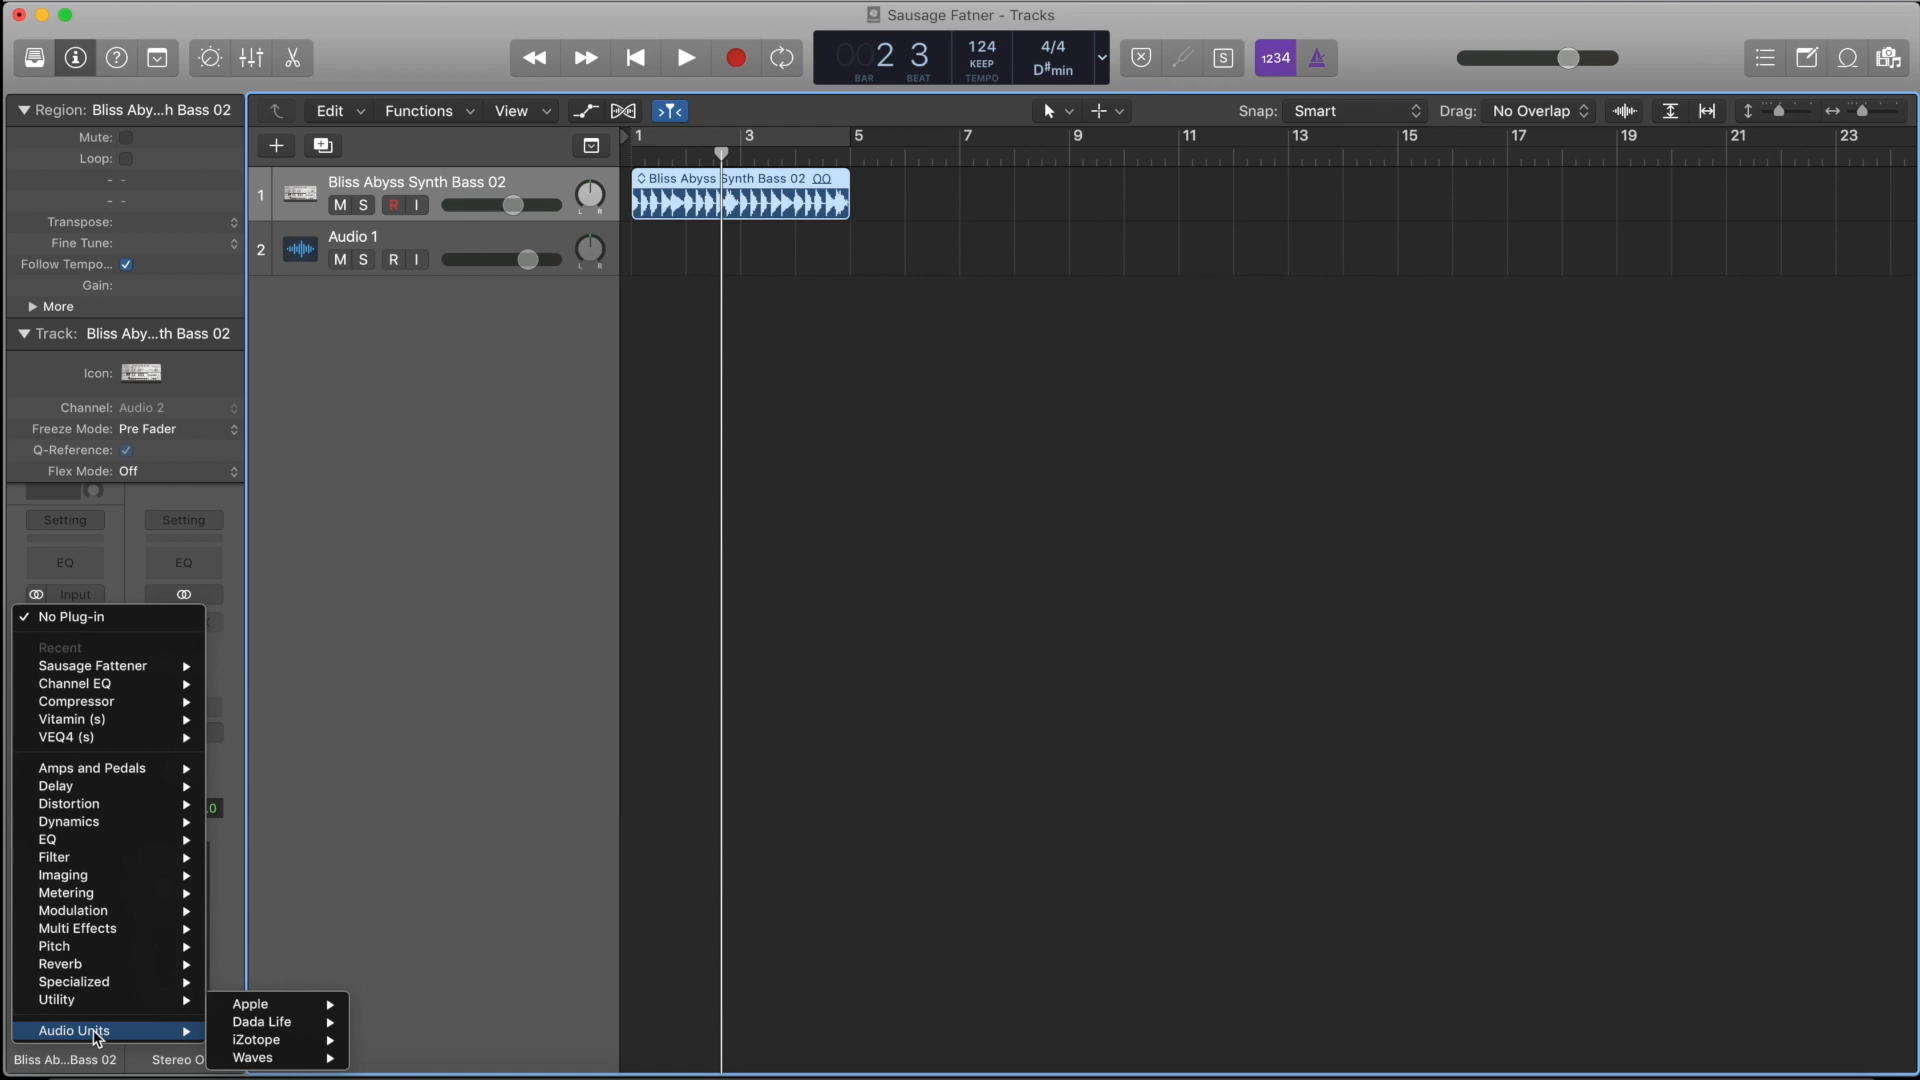 Sausage Fatner - Tracks
002 3
BAR BEAT
124
KEEP
TEMPO
4/4
D#min
S
1234
Region: Bliss Aby...h Bass 02
Mute:
Loop:
- -
- -
Transpose:
Fine Tune:
Follow Tempo...
Gain:
More
Track: Bliss Aby...th Bass 02
Icon:
Channel: Audio 2
Freeze Mode: Pre Fader
Q-Reference:
Flex Mode: Off
Setting Setting
EQ EQ
Input
Edit Functions View
Snap: Smart
Drag: No Overlap
1 3 5 7 9 11 13 15 17 19 21 23
1
Bliss Abyss Synth Bass 02
M S R I
L R
Bliss Abyss Synth Bass 02
2
Audio 1
M S R I
L R
No Plug-in
Recent
Sausage Fattener
Channel EQ
Compressor
Vitamin (s)
VEQ4 (s)
Amps and Pedals
Delay
Distortion
.0
Dynamics
EQ
Filter
Imaging
Metering
Modulation
Multi Effects
Pitch
Reverb
Specialized
Utility
Audio Units
Apple
Dada Life
iZotope
Waves
Bliss Ab...Bass 02
Stereo O